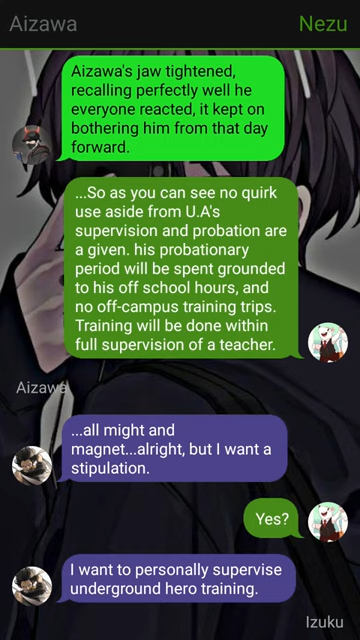 Aizawa
Nezu
Aizawa's jaw tightened,
recalling perfectly well he
everyone reacted, it kept on
bothering him from that day
forward.
...So as you can see no quirk
use aside from U.A's
supervision and probation are
a given. his probationary
period will be spent grounded
to his off school hours, and
no off-campus training trips.
Training will be done within
full supervision of a teacher.
Aizawa
...all might and
magnet...alright, but I want a
stipulation.
Yes?
I want to personally supervise
underground hero training.
Izuku